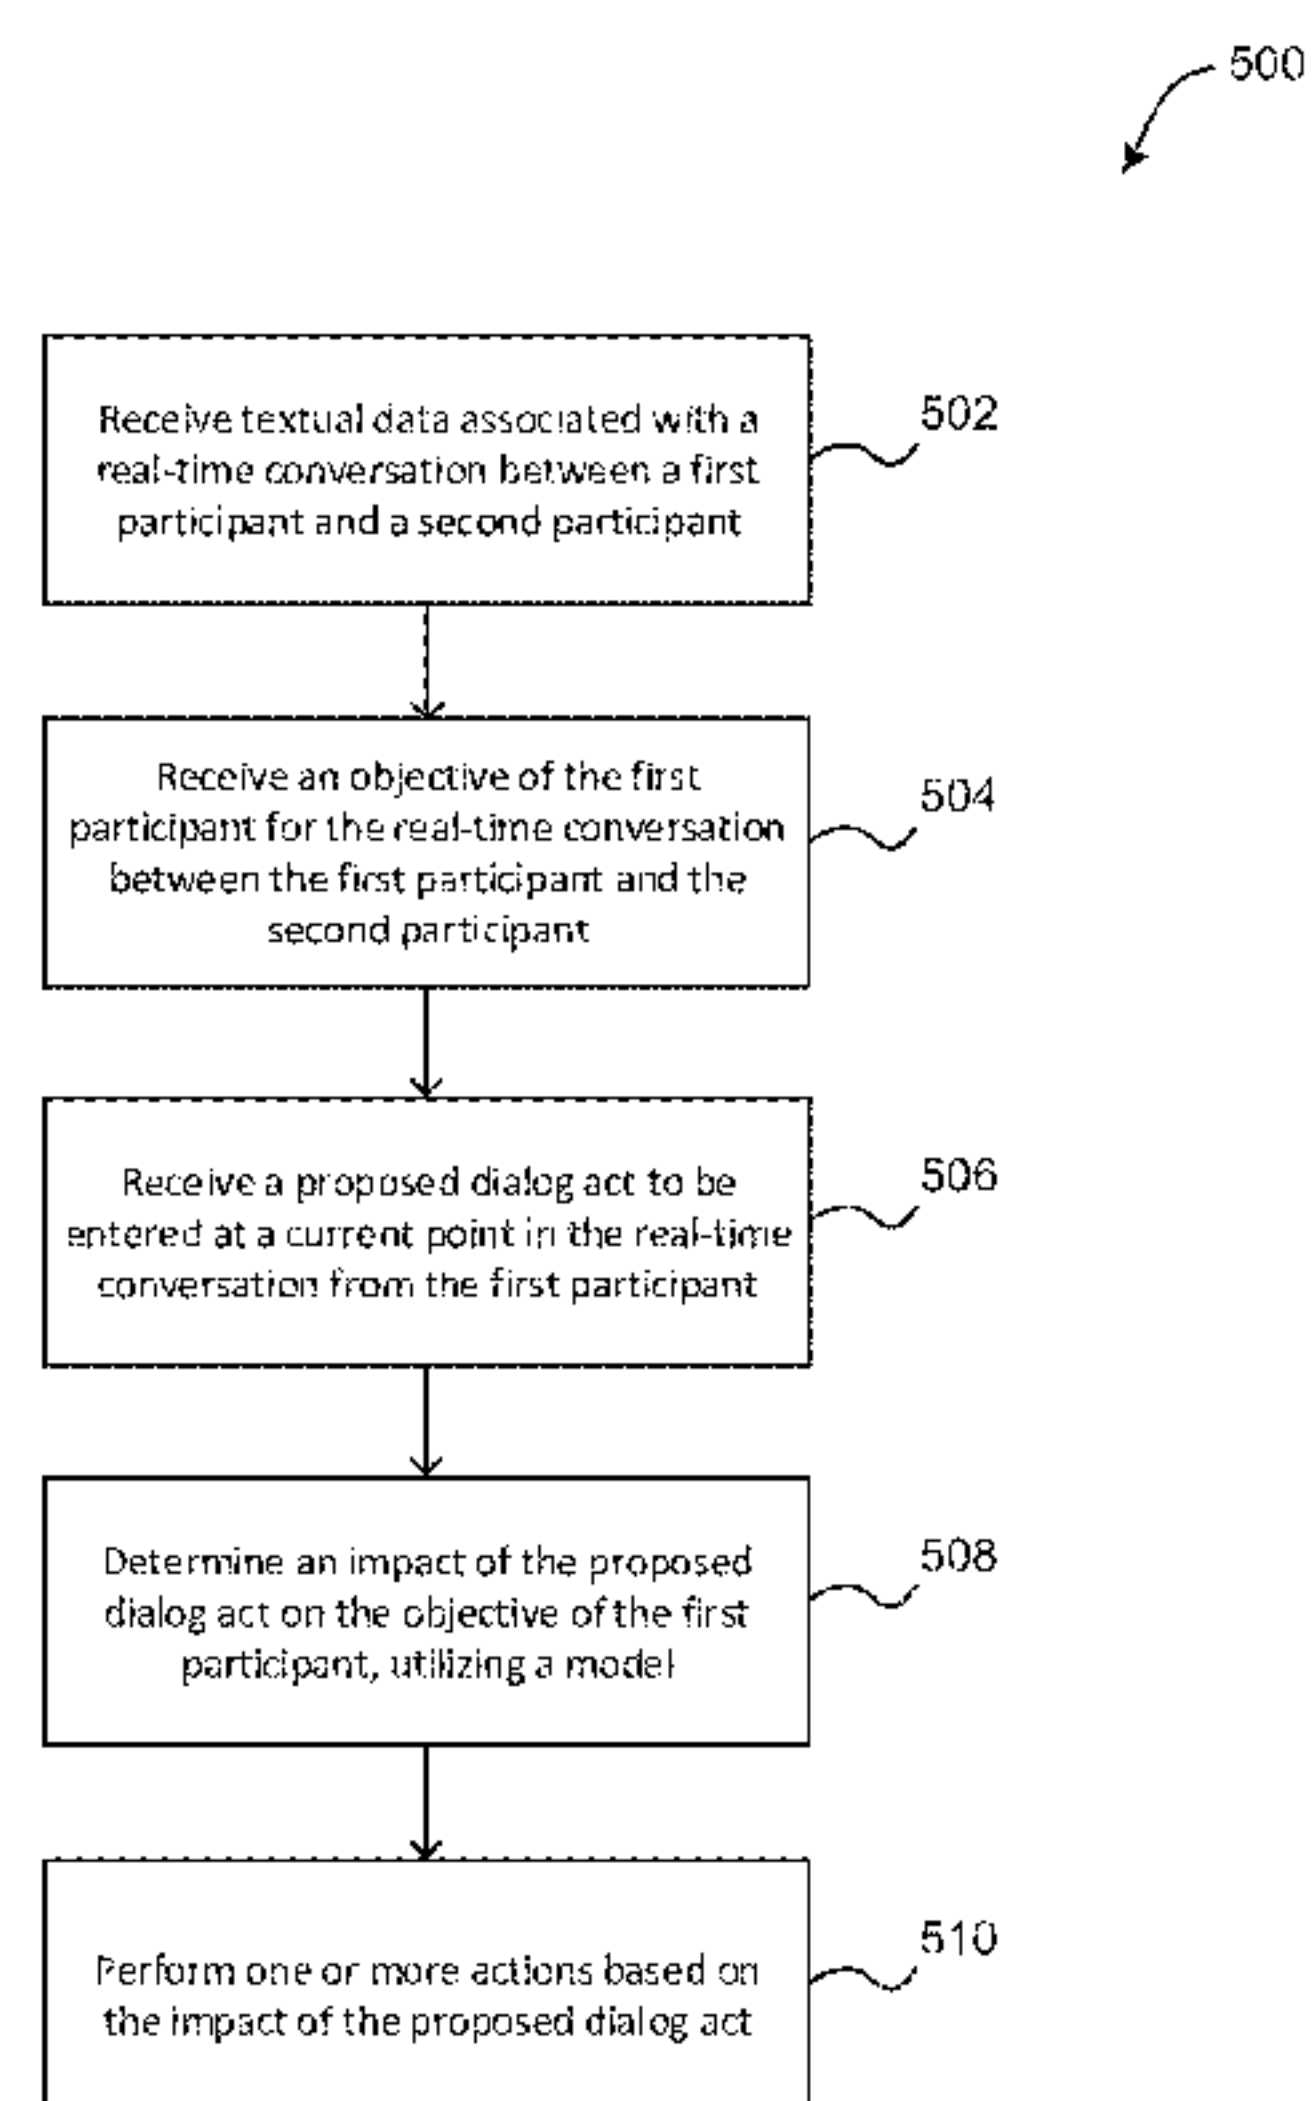 500
Receive textual data associated with a
real-time conversation between a first
participant and a second participant
502
Receive an objective of the first
participant for the real-time conversation
between the first participant and the
second participant
504
Receive a proposed dialog act to be
entered at a current point in the real-time
conversation from the first participant
506
Determine an impact of the proposed
dialog act on the objective of the first
participant, utilizing a model
508
Perform one or more actions based on
the impact of the proposed dialog act
510